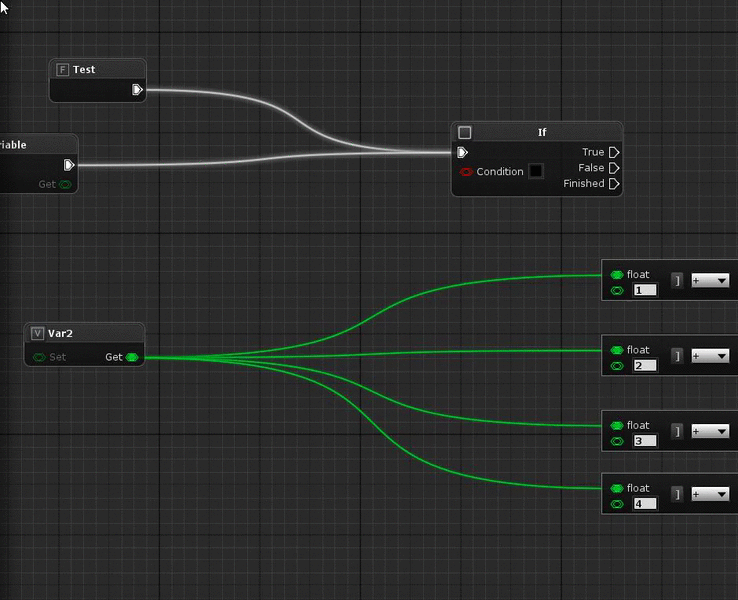 F Test
riable
Get
If
Condition
True
False
Finished
V Var2
Set Get
float
1 ] +
float
2 ] +
float
3 ] +
float
4 ] +